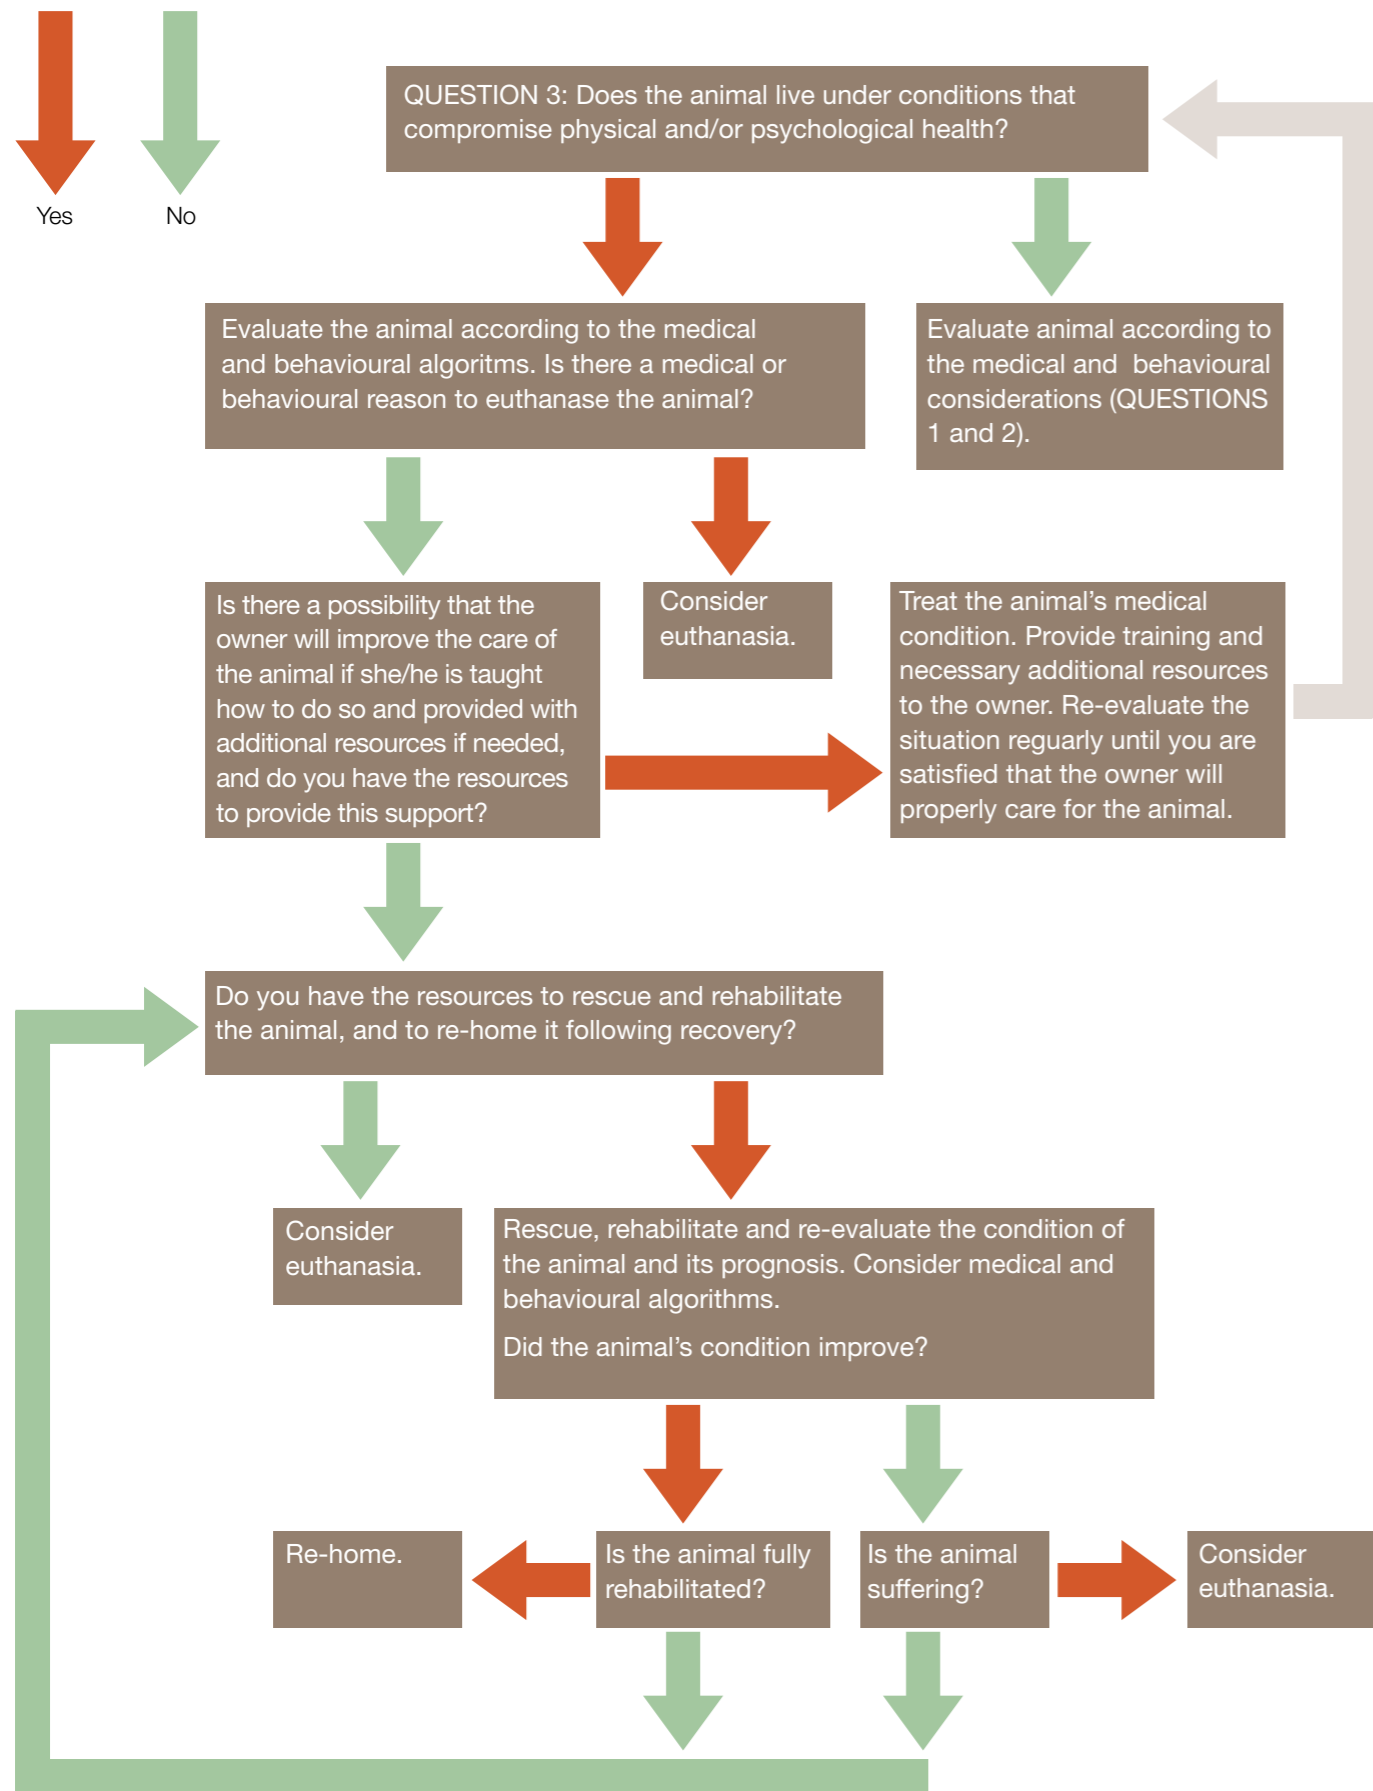 Yes
No
QUESTION 3: Does the animal live under conditions that
compromise physical and/or psychological health?
Evaluate the animal according to the medical
and behavioural algoritms. Is there a medical or
behavioural reason to euthanase the animal?
Evaluate animal according to
the medical and behavioural
considerations (QUESTIONS
1 and 2).
Is there a possibility that the
owner will improve the care of
the animal if she/he is taught
how to do so and provided with
additional resources if needed,
and do you have the resources
to provide this support?
Consider
euthanasia.
Treat the animal’s medical
condition. Provide training and
necessary additional resources
to the owner. Re-evaluate the
situation reguarly until you are
satisfied that the owner will
properly care for the animal.
Do you have the resources to rescue and rehabilitate
the animal, and to re-home it following recovery?
Consider
euthanasia.
Rescue, rehabilitate and re-evaluate the condition of
the animal and its prognosis. Consider medical and
behavioural algorithms.
Did the animal’s condition improve?
Re-home.
Is the animal fully
rehabilitated?
Is the animal
suffering?
Consider
euthanasia.